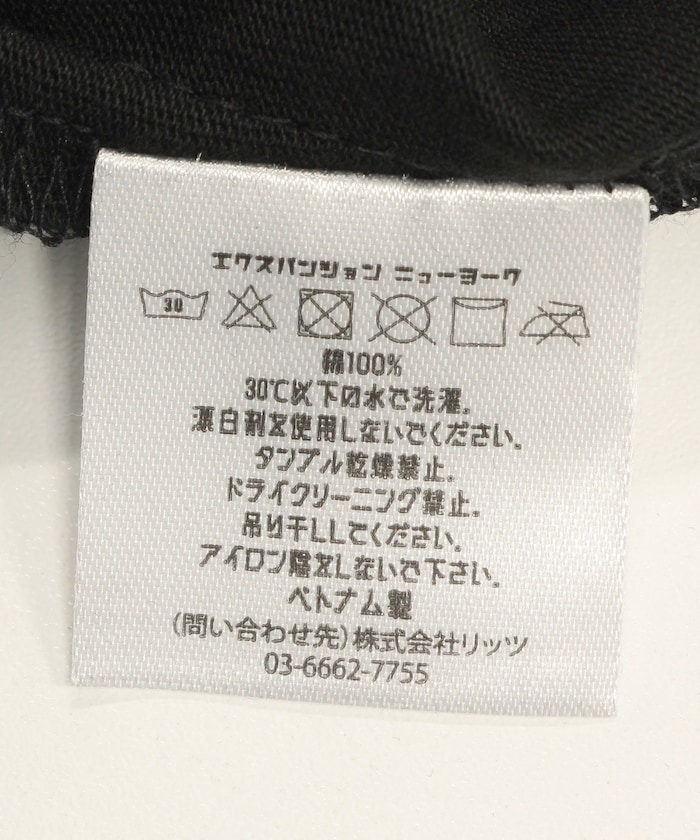 エクスパンション ニューヨーク
30
綿100%
30℃以下の水で洗濯。
漂白剤を使用しないでください。
タンブル乾燥禁止。
ドライクリーニング禁止。
吊り干ししてください。
アイロン掛をしないで下さい。
ベトナム製
(問い合わせ先)株式会社リッツ
03-6662-7755